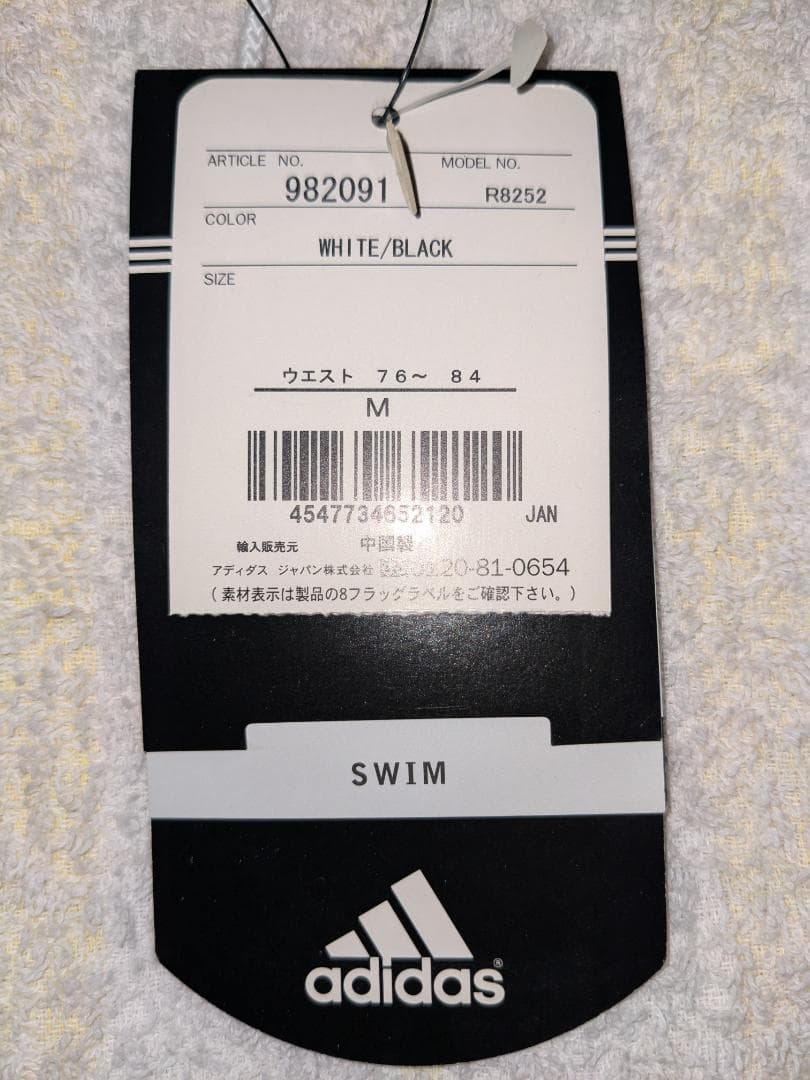 ARTICLE NO. MODEL NO.
982091 R8252
COLOR
WHITE/BLACK
SIZE
ウエスト 76～ 84
M
4547734652120 JAN
輸入販売元 中国製
アディダス ジャパン株式会社 0120-81-0654
(素材表示は製品の8フラッグラベルをご確認下さい。)
SWIM
adidas®